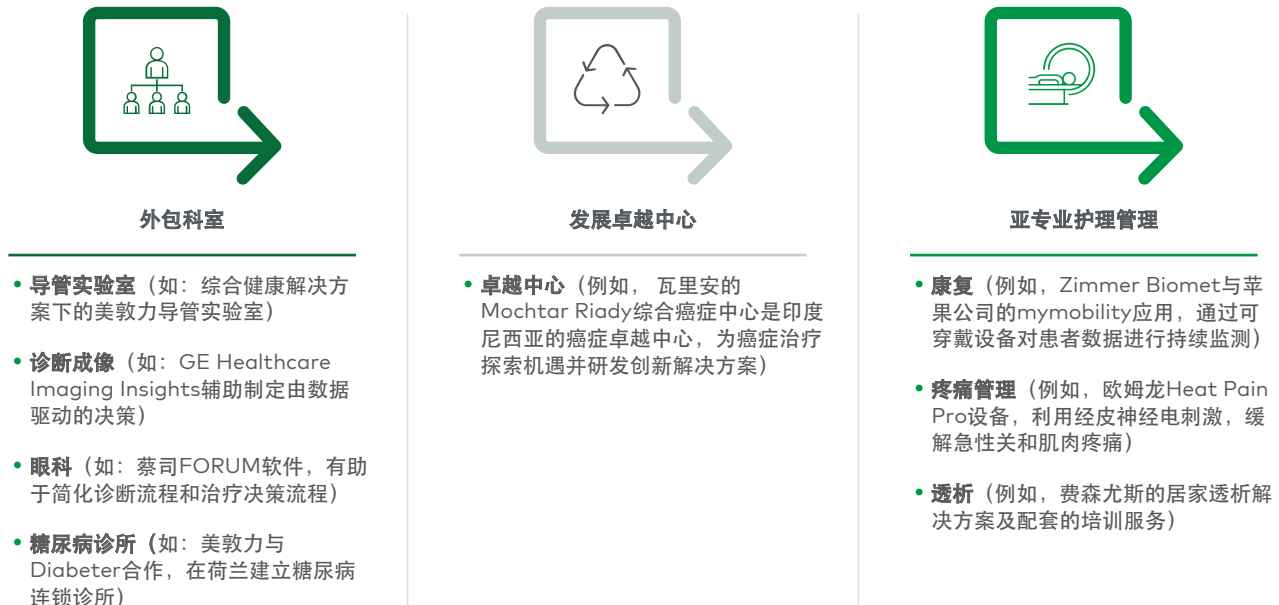 外包科室
• 导管实验室（如：综合健康解决方
案下的美敦力导管实验室）
• 诊断成像（如：GE Healthcare
Imaging Insights辅助制定由数据
驱动的决策）
• 眼科（如：蔡司FORUM软件，有助
于简化诊断流程和治疗决策流程）
• 糖尿病诊所（如：美敦力与
Diabeter合作，在荷兰建立糖尿病
连锁诊所）
发展卓越中心
• 卓越中心（例如， 瓦里安的
Mochtar Riady综合癌症中心是印度
尼西亚的癌症卓越中心，为癌症治疗
探索机遇并研发创新解决方案）
亚专业护理管理
• 康复（例如，Zimmer Biomet与苹
果公司的mymobility应用，通过可
穿戴设备对患者数据进行持续监测）
• 疼痛管理（例如，欧姆龙Heat Pain
Pro设备，利用经皮神经电刺激，缓
解急性关和肌肉疼痛）
• 透析（例如，费森尤斯的居家透析解
决方案及配套的培训服务）